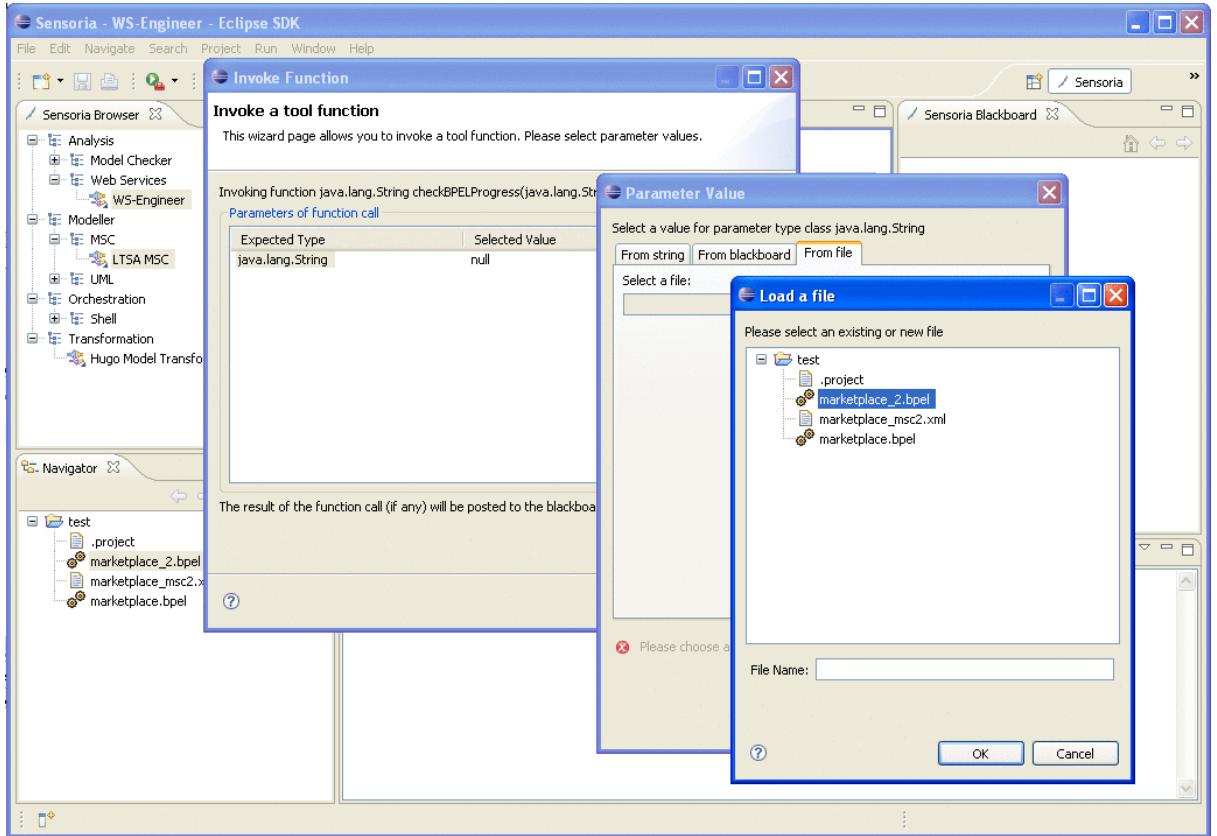 Sensoria - WS-Engineer - Eclipse SDK
File Edit Navigate Search Project Run Window Help
Sensoria
»
Sensoria Browser
Analysis
Model Checker
Web Services
WS-Engineer
Modeller
MSC
LTSA MSC
UML
Orchestration
Shell
Transformation
Hugo Model Transfo
Navigator
test
.project
marketplace_2.bpel
marketplace_msc2.x
marketplace.bpel
Sensoria Blackboard
Invoke Function
Invoke a tool function
This wizard page allows you to invoke a tool function. Please select parameter values.
Invoking function java.lang.String checkBPELProgress(java.lang.Str
Parameters of function call
Expected Type Selected Value
java.lang.String null
The result of the function call (if any) will be posted to the blackboa
?
Parameter Value
Select a value for parameter type class java.lang.String
From string From blackboard From file
Select a file:
Please choose a
Load a file
Please select an existing or new file
test
.project
marketplace_2.bpel
marketplace_msc2.xml
marketplace.bpel
File Name:
?
OK Cancel